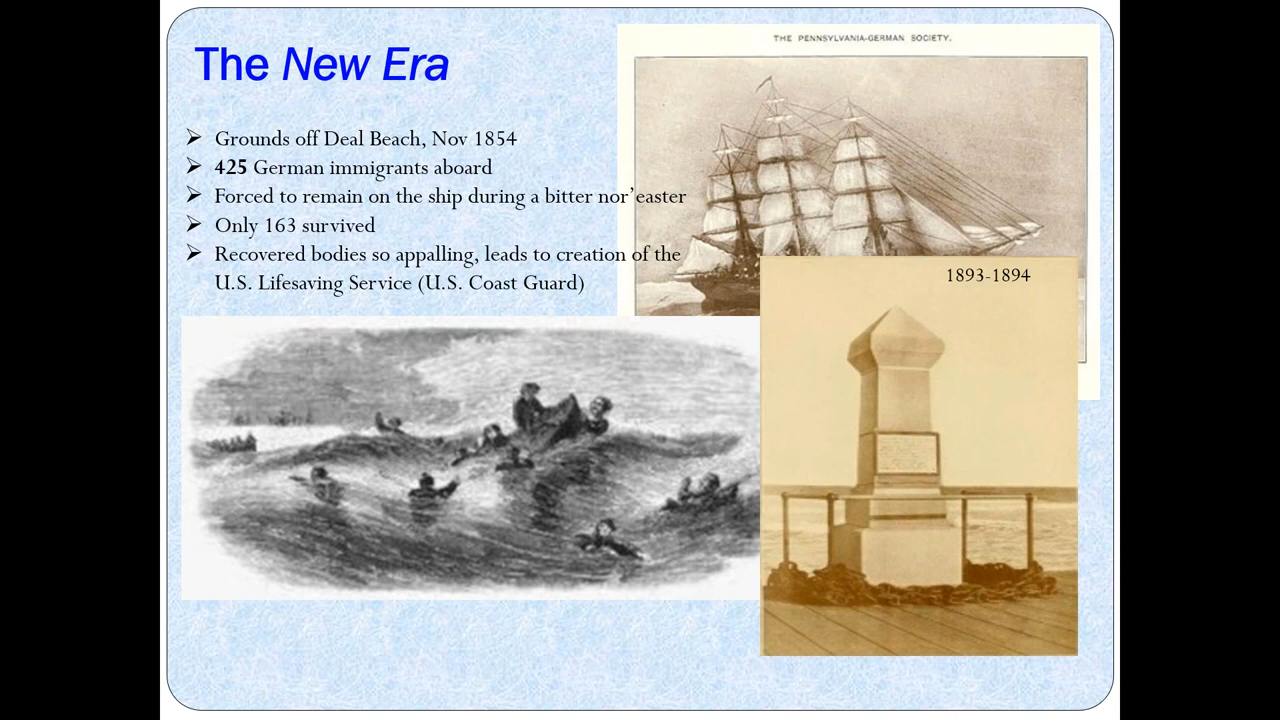 The New Era
THE PENNSYLVANIA-GERMAN SOCIETY.
➢ Grounds off Deal Beach, Nov 1854
➢ 425 German immigrants aboard
➢ Forced to remain on the ship during a bitter nor’easter
➢ Only 163 survived
➢ Recovered bodies so appalling, leads to creation of the
U.S. Lifesaving Service (U.S. Coast Guard)
1893-1894